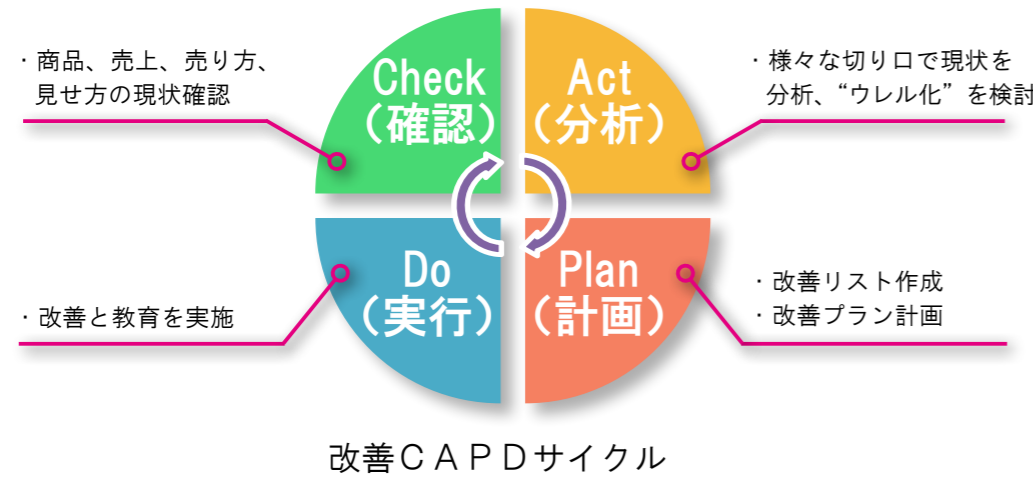 ・商品、売上、売り方、
見せ方の現状確認
Check
（確認）
Act
（分析）
・様々な切り口で現状を
分析、“ウレル化”を検討
・改善と教育を実施
Do
（実行）
Plan
（計画）
・改善リスト作成
・改善プラン計画
改善ＣＡＰＤサイクル